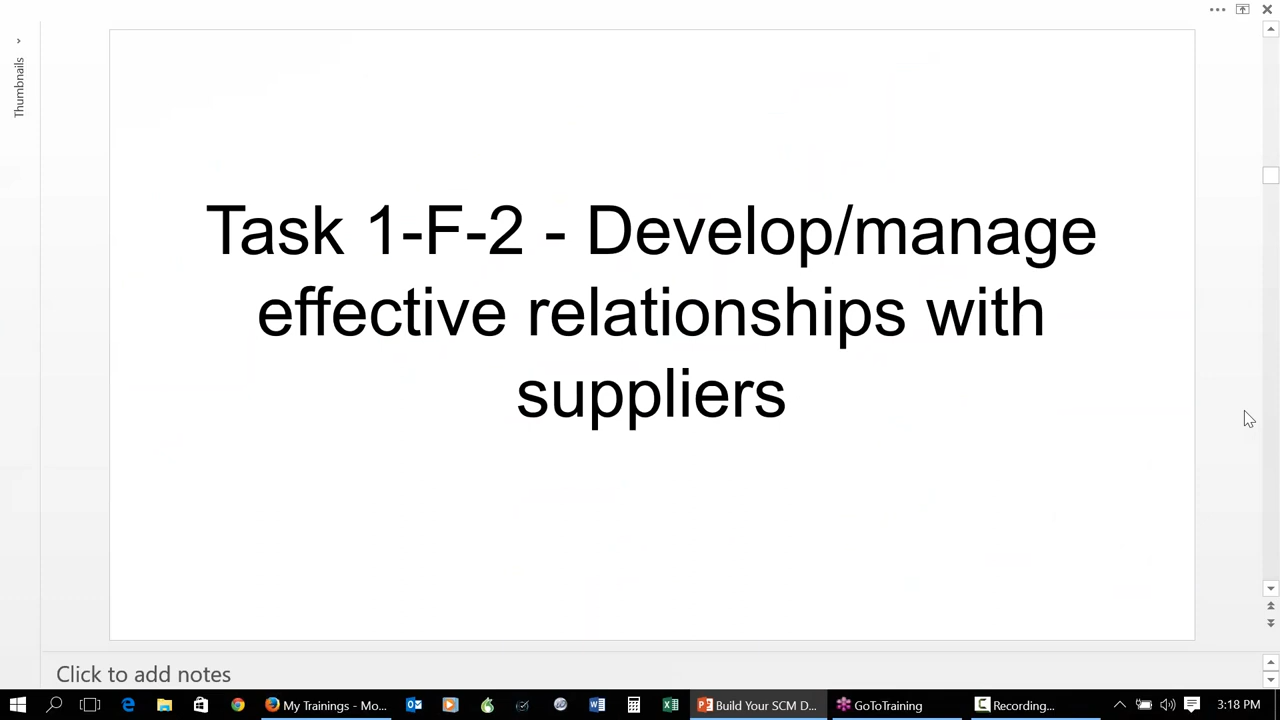 Thumbnails
Task 1-F-2 - Develop/manage
effective relationships with
suppliers
Click to add notes
My Trainings - Mo...
Build Your SCM D...
GoToTraining
Recording...
3:18 PM